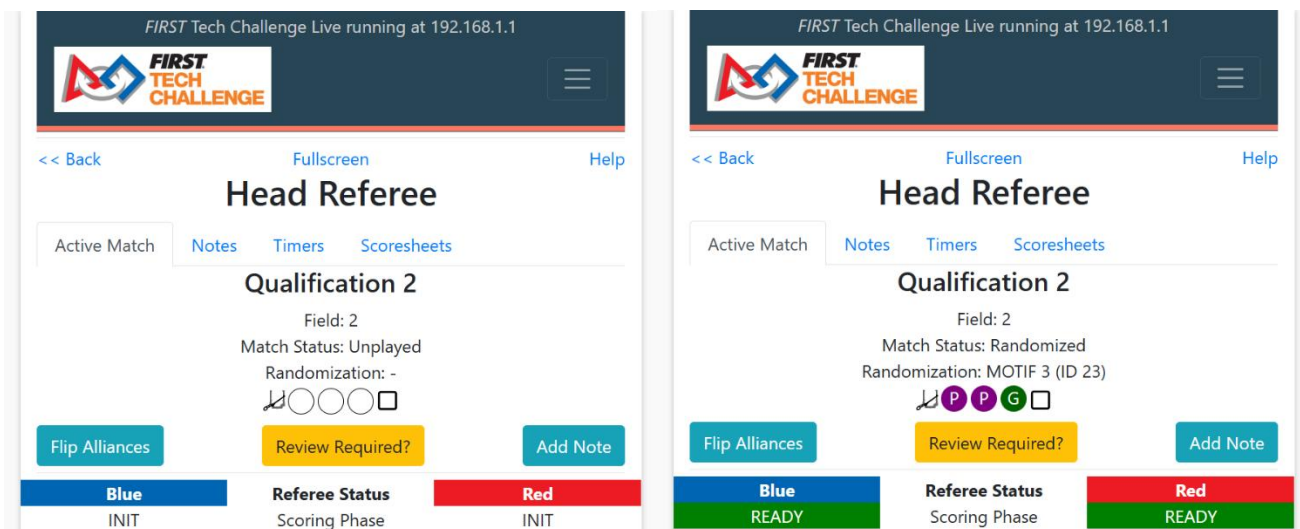 FIRST Tech Challenge Live running at 192.168.1.1
FIRST
TECH
CHALLENGE
<< Back Fullscreen Help
Head Referee
Active Match Notes Timers Scoresheets
Qualification 2
Field: 2
Match Status: Unplayed
Randomization: -
Flip Alliances Review Required? Add Note
Blue Referee Status Red
INIT Scoring Phase INIT
FIRST Tech Challenge Live running at 192.168.1.1
FIRST
TECH
CHALLENGE
<< Back Fullscreen Help
Head Referee
Active Match Notes Timers Scoresheets
Qualification 2
Field: 2
Match Status: Randomized
Randomization: MOTIF 3 (ID 23)
P P G
Flip Alliances Review Required? Add Note
Blue Referee Status Red
READY Scoring Phase READY